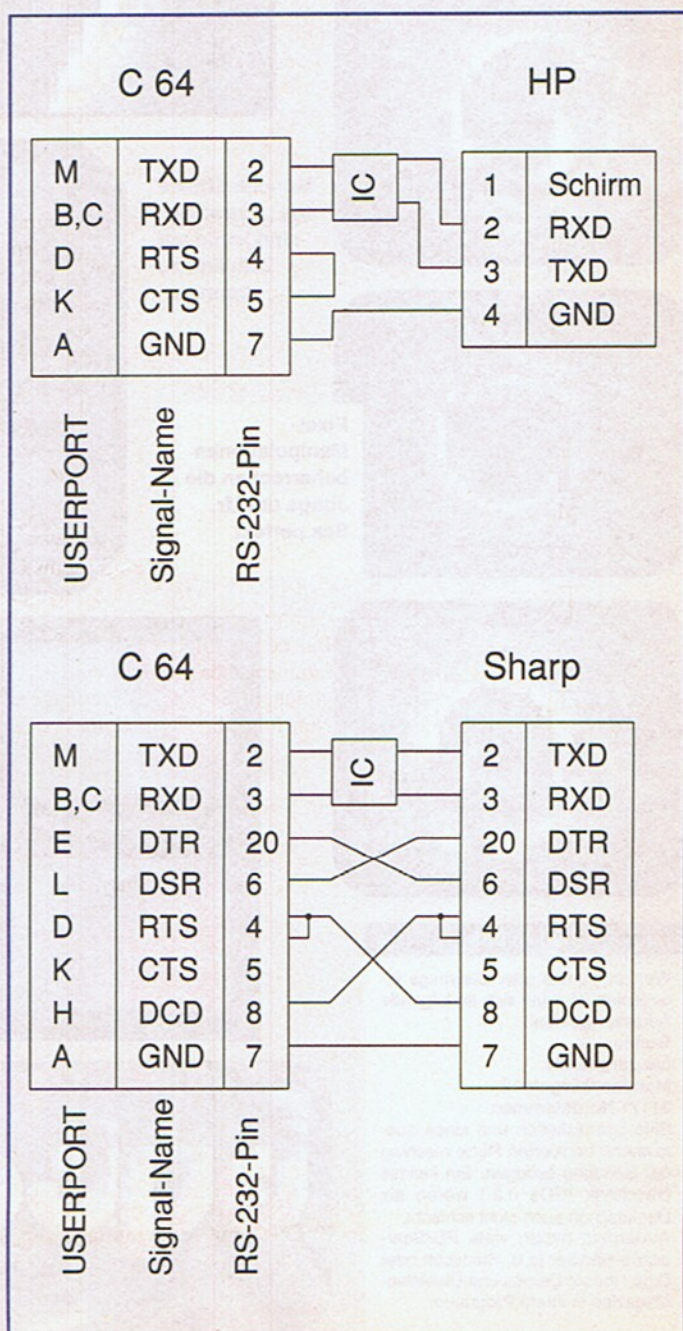 C 64 HP
M TXD 2 IC 1 Schirm
B,C RXD 3 2 RXD
D RTS 4 3 TXD
K CTS 5 4 GND
A GND 7
USERPORT Signal-Name RS-232-Pin
C 64 Sharp
M TXD 2 IC 2 TXD
B,C RXD 3 3 RXD
E DTR 20 20 DTR
L DSR 6 6 DSR
D RTS 4 4 RTS
K CTS 5 5 CTS
H DCD 8 8 DCD
A GND 7 7 GND
USERPORT Signal-Name RS-232-Pin